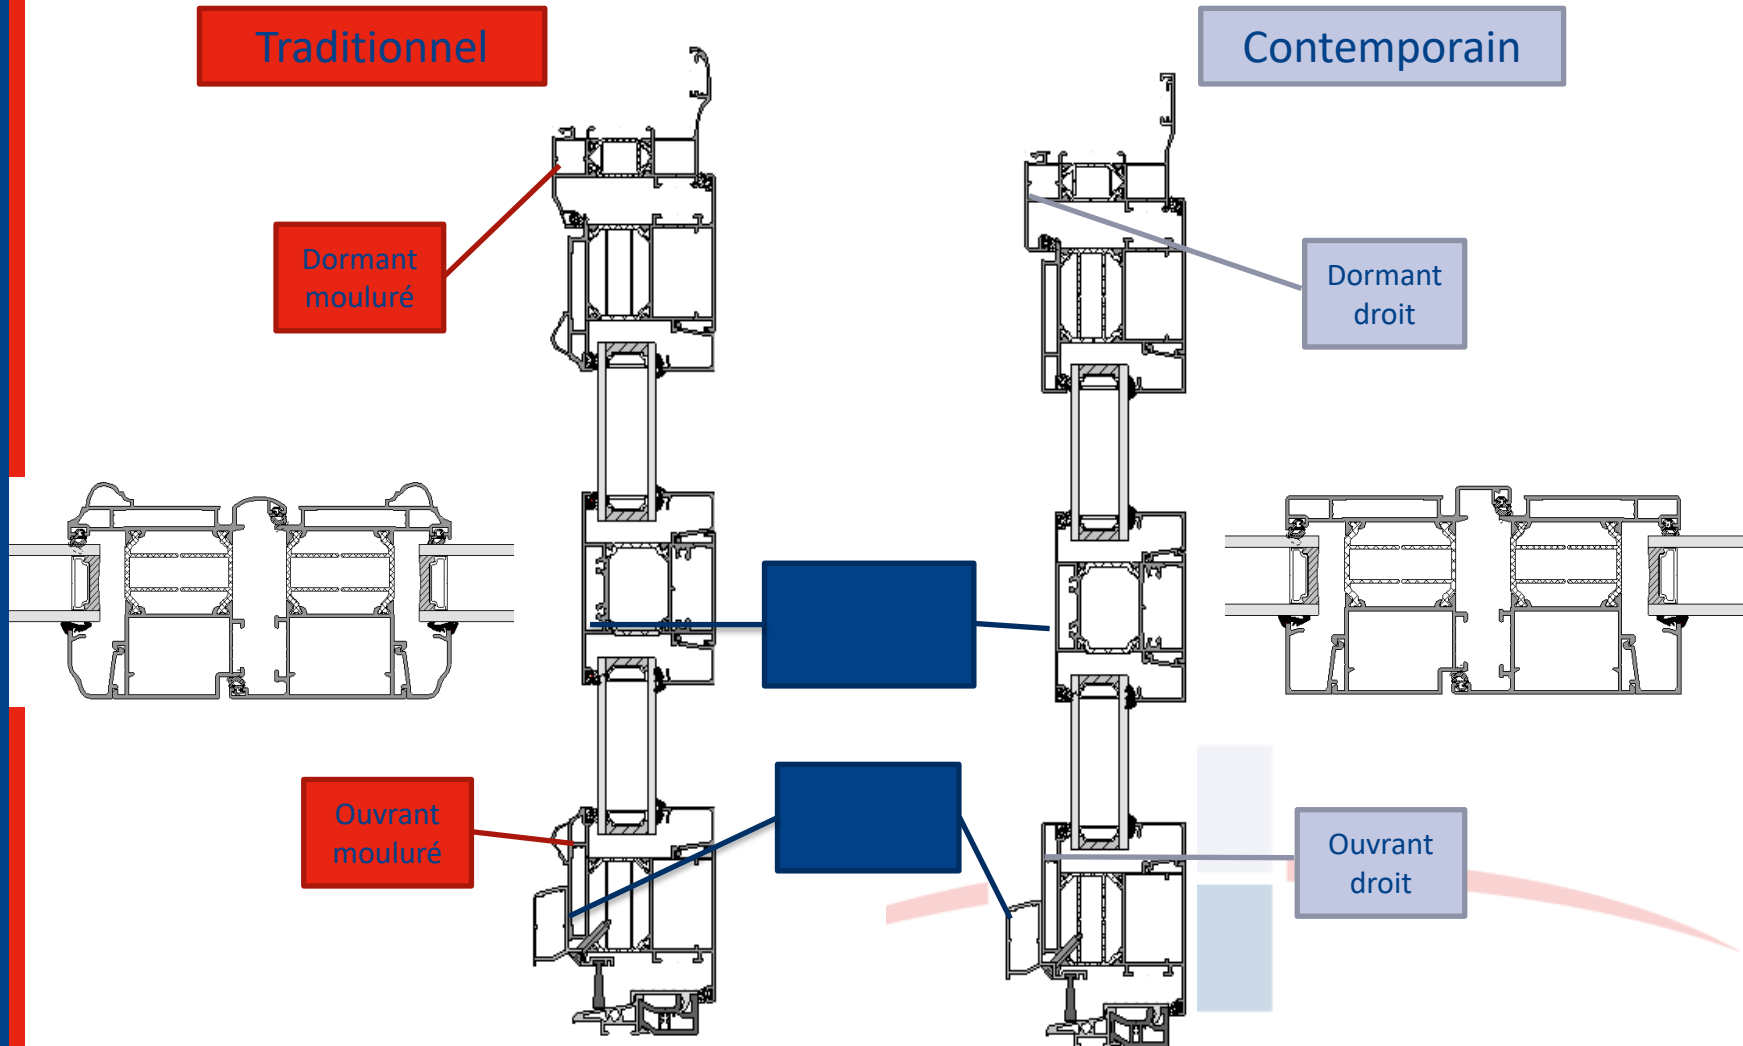 Traditionnel
Contemporain
Dormant
mouluré
Dormant
droit
Ouvrant
mouluré
Ouvrant
droit